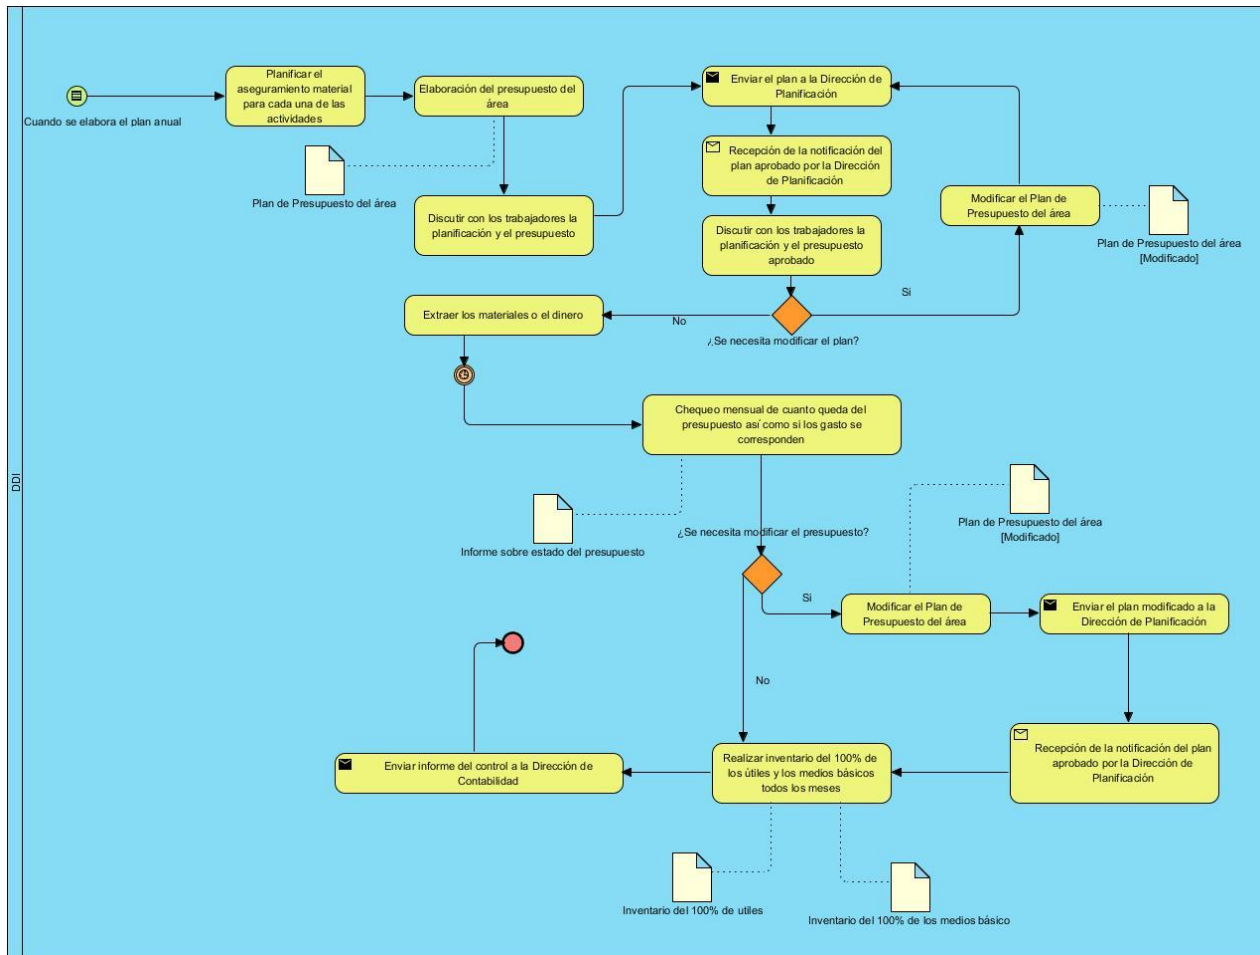 DDI
Cuando se elabora el plan anual
Planificar el
aseguramiento material
para cada una de las
actividades
Elaboración del presupuesto del
área
Plan de Presupuesto del área
Discutir con los trabajadores la
planificación y el presupuesto
Enviar el plan a la Dirección de
Planificación
Recepción de la notificación del
plan aprobado por la Dirección
de Planificación
Discutir con los trabajadores la
planificación y el presupuesto
aprobado
Modificar el Plan de
Presupuesto del área
Plan de Presupuesto del área
[Modificado]
Si
No
¿Se necesita modificar el plan?
Extraer los materiales o el dinero
Chequeo mensual de cuanto queda del
presupuesto así como si los gasto se
corresponden
Informe sobre estado del presupuesto
¿Se necesita modificar el presupuesto?
Plan de Presupuesto del área
[Modificado]
Si
Modificar el Plan de
Presupuesto del área
Enviar el plan modificado a la
Dirección de Planificación
No
Recepción de la notificación del plan
aprobado por la Dirección de
Planificación
Realizar inventario del 100% de
los útiles y los medios básicos
todos los meses
Enviar informe del control a la Dirección de
Contabilidad
Inventario del 100% de utiles
Inventario del 100% de los medios básico